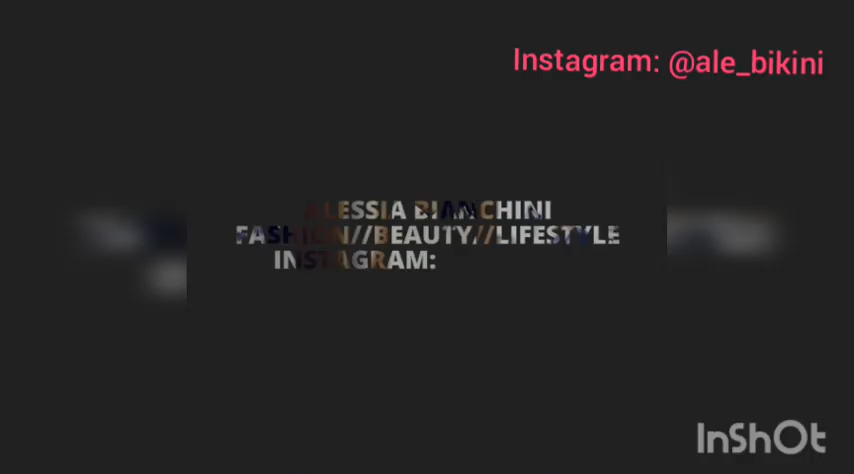 Instagram: @ale_bikini
ALESSIA BIANCHINI
FASHION//BEAUTY//LIFESTYLE
INSTAGRAM:
INSHOT